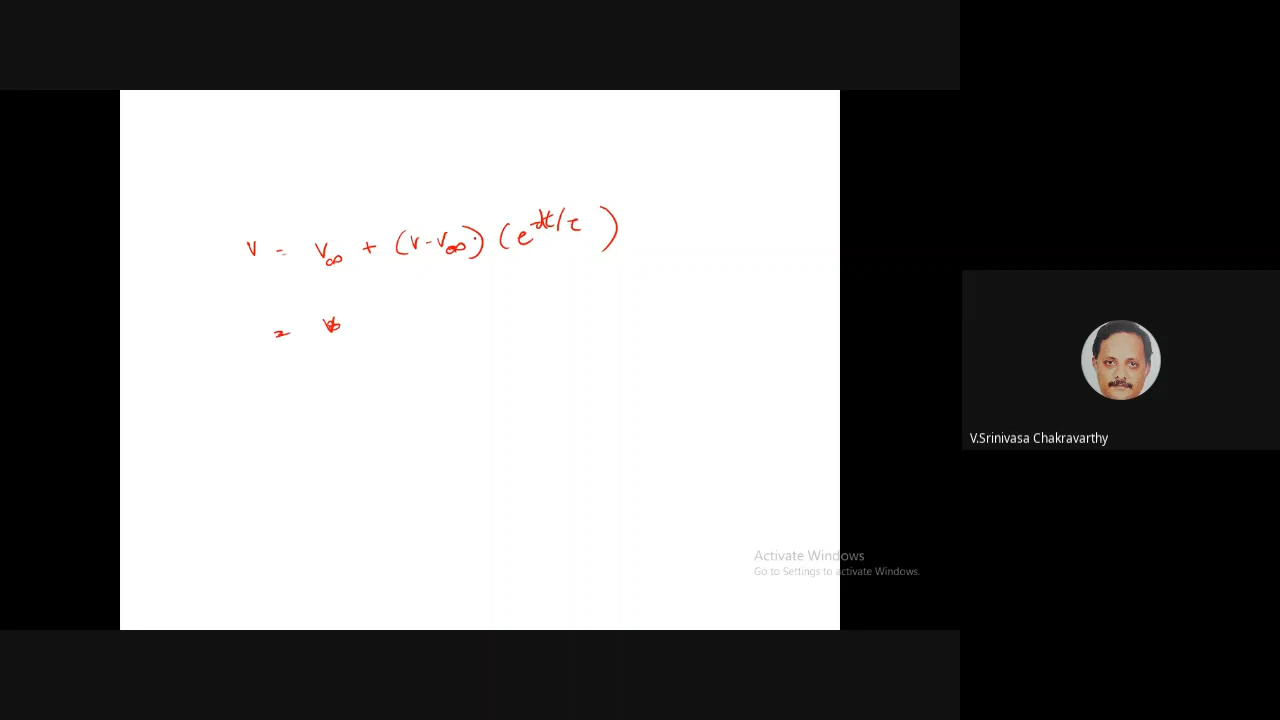 V = V∞ + (V - V∞) (e^-dt/τ )
=
V.Srinivasa Chakravarthy
Activate Windows
Go to Settings to activate Windows.